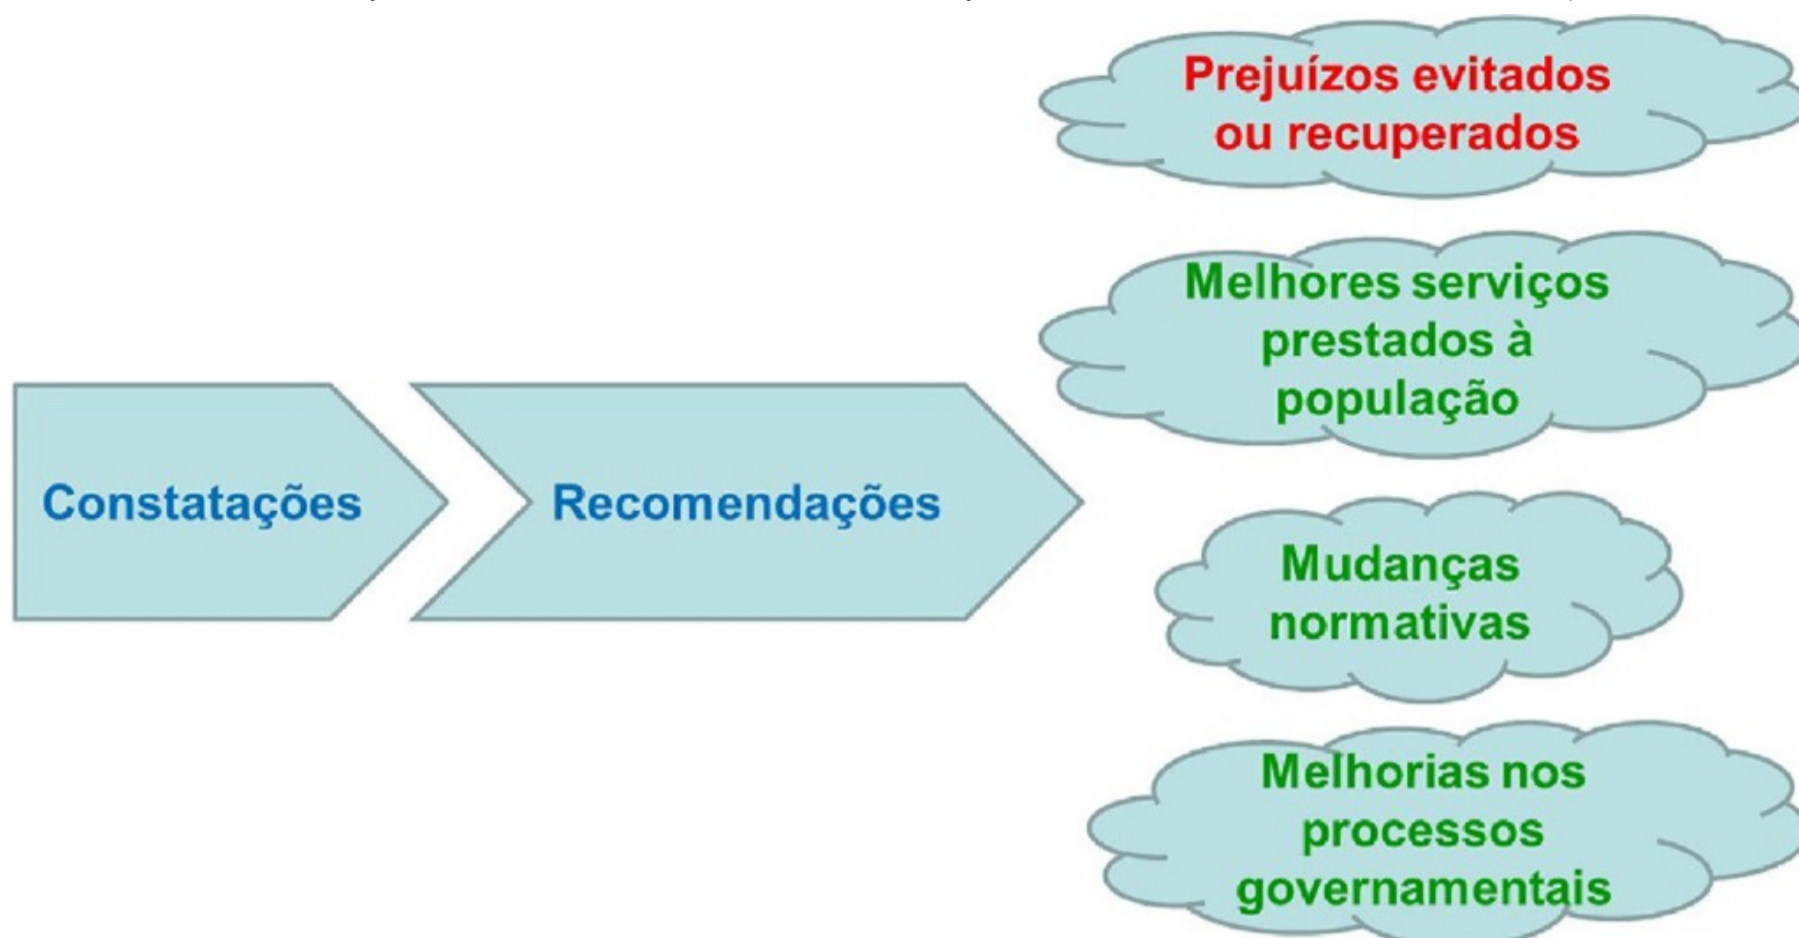 Prejuízos evitados
ou recuperados
Melhores serviços
prestados à
população
Constatações
Recomendações
Mudanças
normativas
Melhorias nos
processos
governamentais